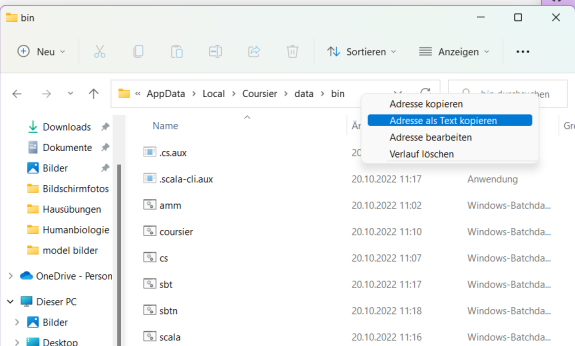 bin
Neu
Sortieren
Anzeigen
« AppData > Local > Coursier > data > bin
bin durchsuchen
Adresse kopieren
Adresse als Text kopieren
Adresse bearbeiten
Verlauf löschen
Downloads
Dokumente
Bilder
Bildschirmfotos
Hausübungen
Humanbiologie
model bilder
OneDrive - Person
Dieser PC
Bilder
Desktop
Name
.cs.aux
.scala-cli.aux 20.10.2022 11:17 Anwendung
amm 20.10.2022 11:02 Windows-Batchda...
coursier 20.10.2022 11:10 Windows-Batchda...
cs 20.10.2022 11:07 Windows-Batchda...
sbt 20.10.2022 11:17 Windows-Batchda...
sbtn 20.10.2022 11:18 Windows-Batchda...
scala 20.10.2022 11:16 Windows-Batchda...